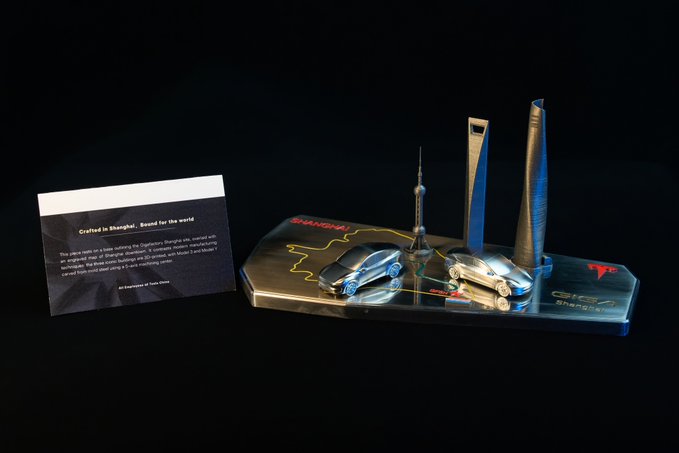 Crafted in Shanghai, Bound for the world
This piece rests on a base outlining the Gigafactory Shanghai site, overlaid with
an engraved map of Shanghai downtown. It contrasts modern manufacturing
techniques: the three iconic buildings are 3D-printed, with Model 3 and Model Y
carved from mild steel using a 5-axis machining center.
All Employees of Tesla China
SHANGHAI
GIGA
Shanghai